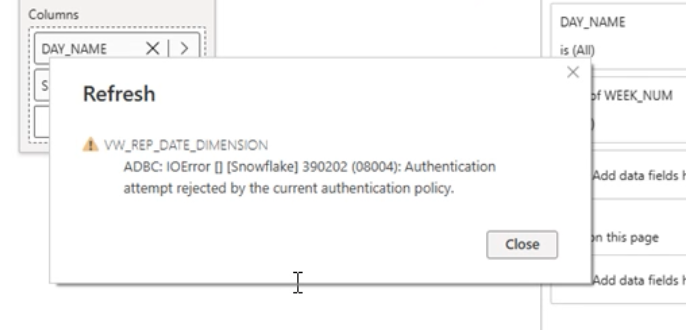 Columns
DAY_NAME
S
Refresh
VW_REP_DATE_DIMENSION
ADBC: IOError [] [Snowflake] 390202 (08004): Authentication
attempt rejected by the current authentication policy.
Close
DAY_NAME
is (All)
of WEEK_NUM
)
Add data fields h
on this page
Add data fields h